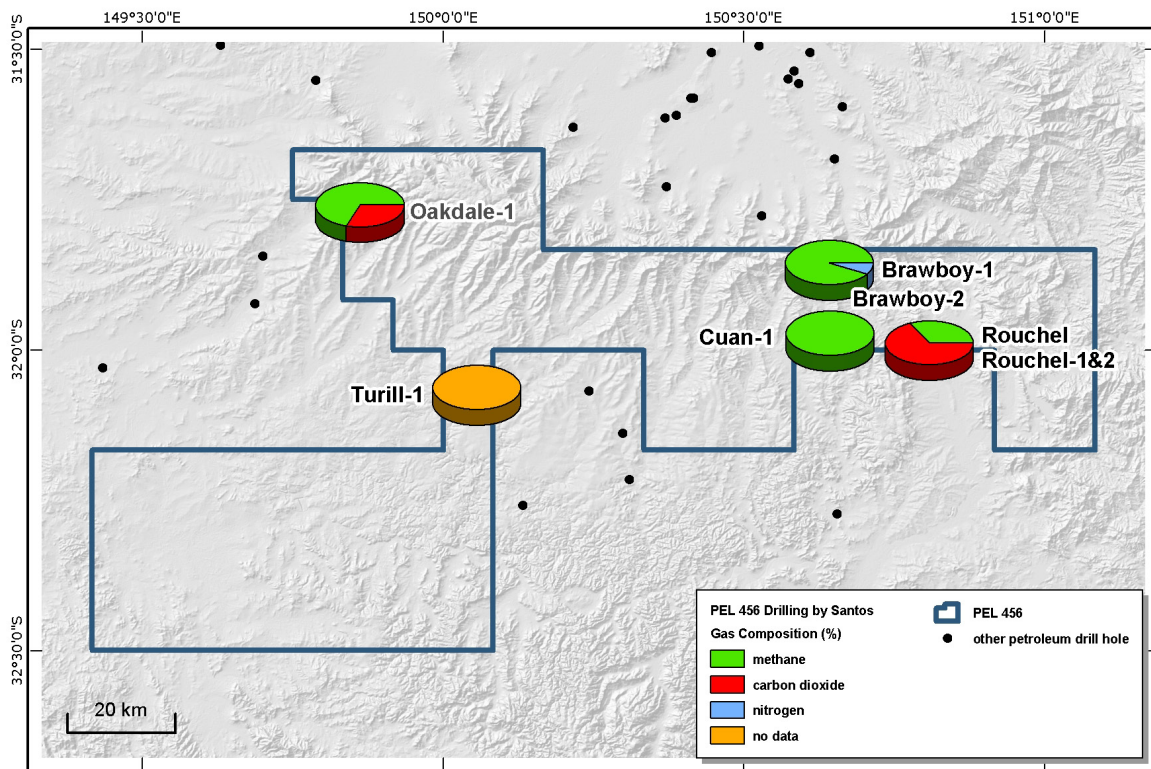 149°30'0"E
150°0'0"E
150°30'0"E
151°0'0"E
31°30'0"S
32°0'0"S
32°30'0"S
Oakdale-1
Brawboy-1
Brawboy-2
Cuan-1
Rouchel
Rouchel-1&2
Turill-1
20 km
PEL 456 Drilling by Santos
Gas Composition (%)
methane
carbon dioxide
nitrogen
no data
PEL 456
other petroleum drill hole